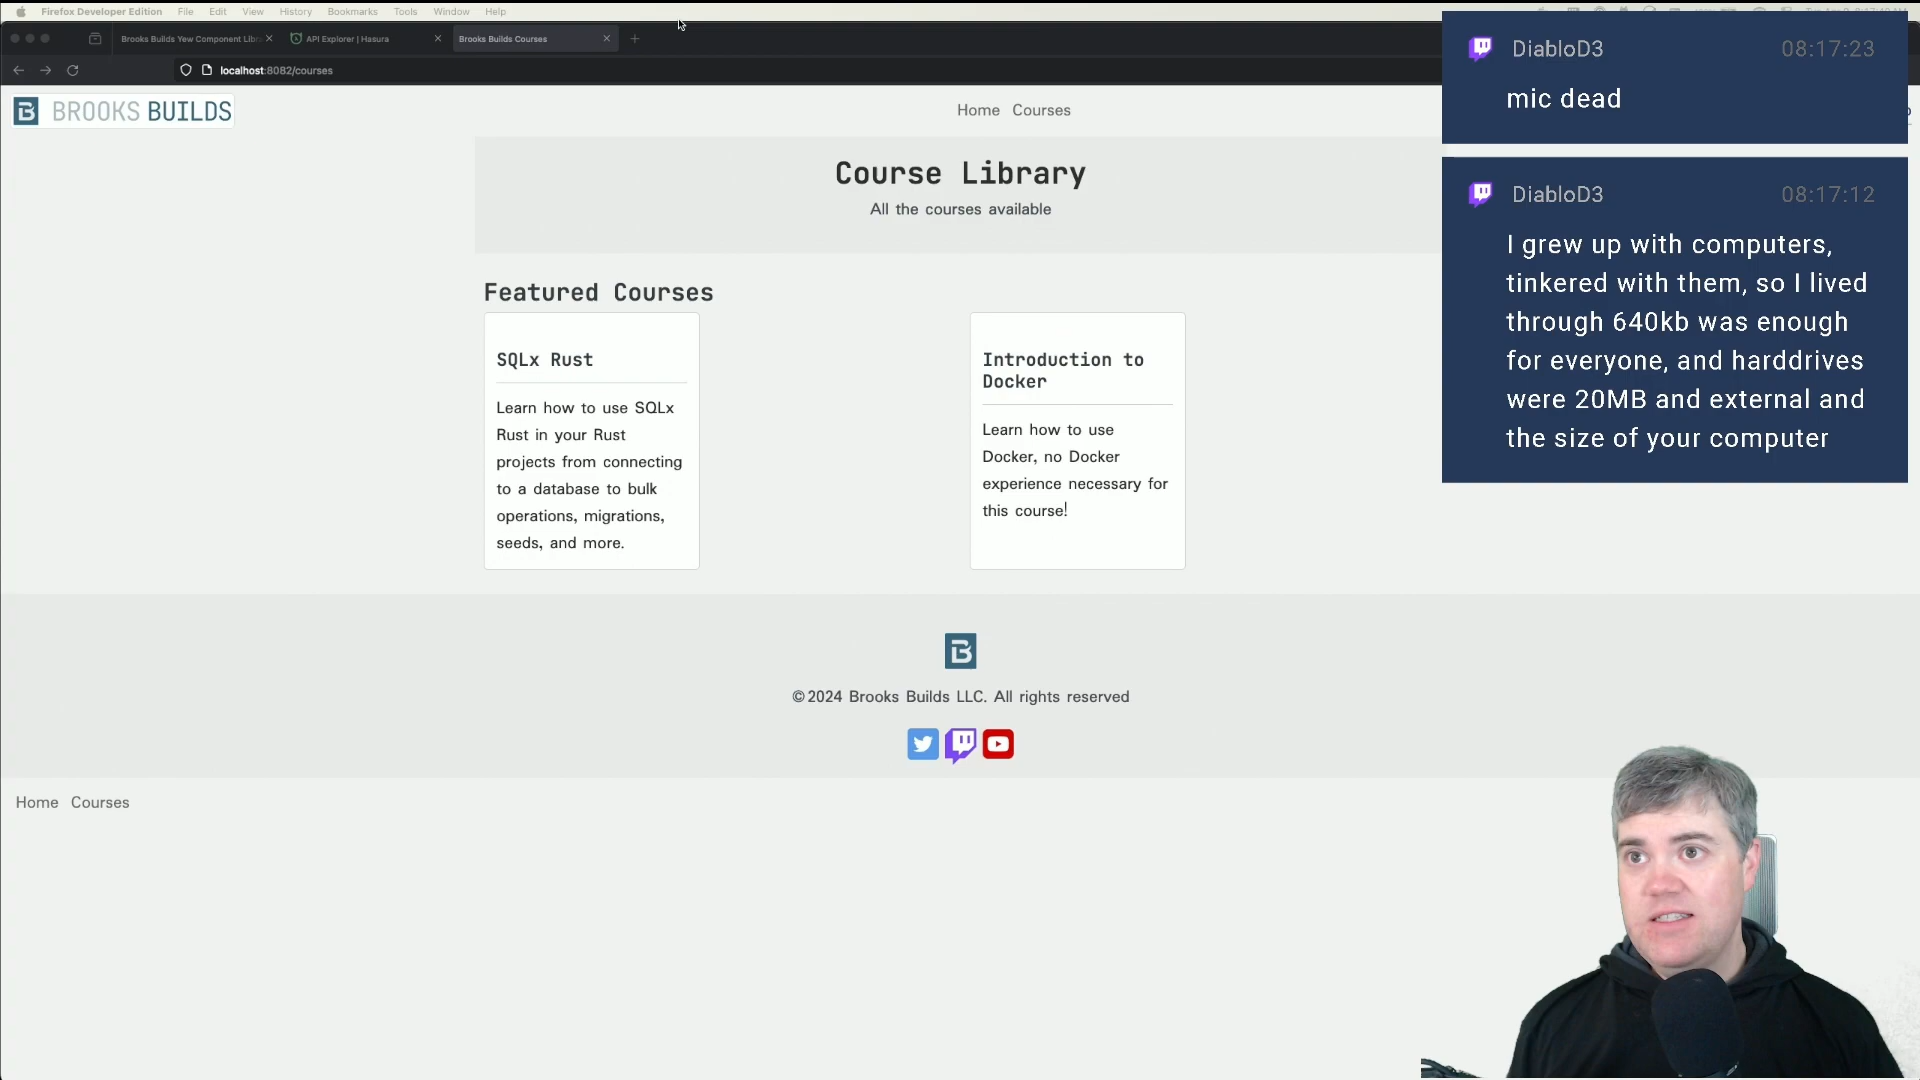 Firefox Developer Edition File Edit View History Bookmarks Tools Window Help
Brooks Builds Yew Component Libr
API Explorer | Hasura
Brooks Builds Courses
localhost:8082/courses
BROOKS BUILDS
Home Courses
Course Library
All the courses available
Featured Courses
SQLx Rust
Learn how to use SQLx
Rust in your Rust
projects from connecting
to a database to bulk
operations, migrations,
seeds, and more.
Introduction to
Docker
Learn how to use
Docker, no Docker
experience necessary for
this course!
©2024 Brooks Builds LLC. All rights reserved
Home Courses
DiabloD3 08:17:23
mic dead
DiabloD3 08:17:12
I grew up with computers,
tinkered with them, so I lived
through 640kb was enough
for everyone, and harddrives
were 20MB and external and
the size of your computer